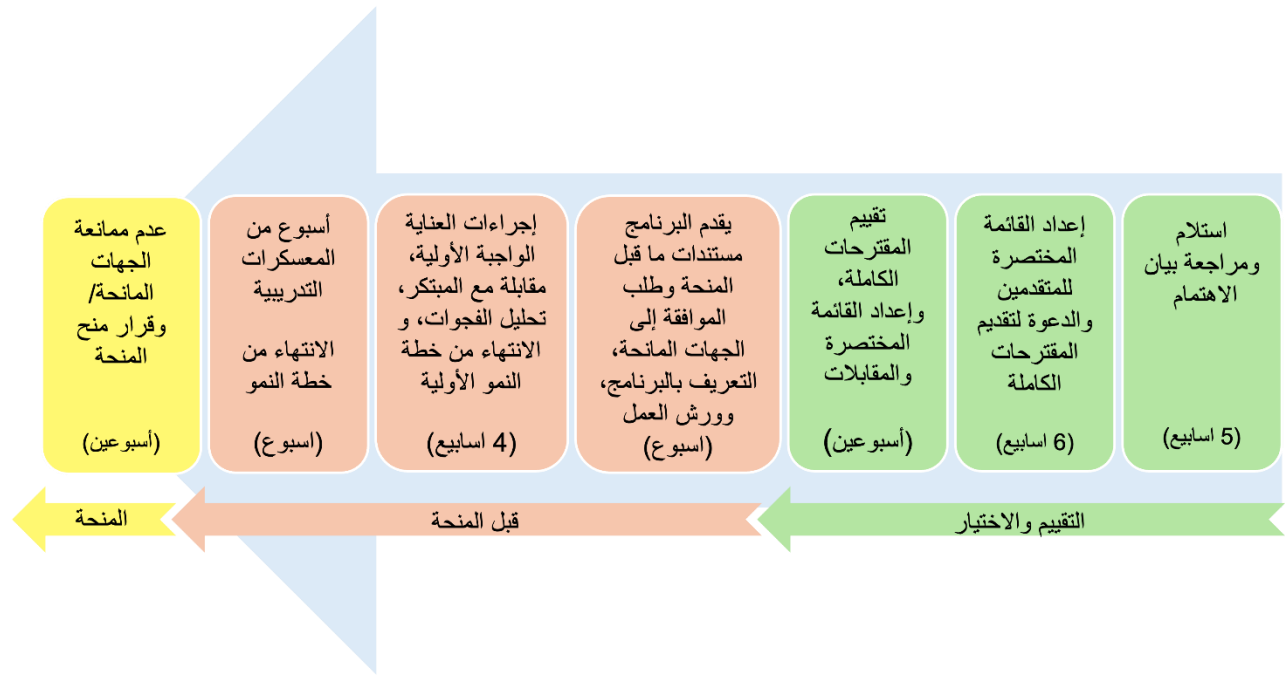 استلام
ومراجعة بيان
الاهتمام
(5 اسابيع)
إعداد القائمة
المختصرة
للمتقدمين
والدعوة لتقديم
المقترحات
الكاملة
(6 اسابيع)
تقييم
المقترحات
الكاملة،
وإعداد القائمة
المختصرة
والمقابلات
(أسبوعين)
يقدم البرنامج
مستندات ما قبل
المنحة وطلب
الموافقة إلى
الجهات المانحة،
التعريف بالبرنامج،
وورش العمل
(اسبوع)
إجراءات العناية
الواجبة الأولية،
مقابلة مع المبتكر،
تحليل الفجوات، و
الانتهاء من خطة
النمو الأولية
(4 اسابيع)
أسبوع من
المعسكرات
التدريبية
الانتهاء من
خطة النمو
(اسبوع)
عدم ممانعة
الجهات
المانحة/
وقرار منح
المنحة
(أسبوعين)
التقييم والاختيار
قبل المنحة
المنحة